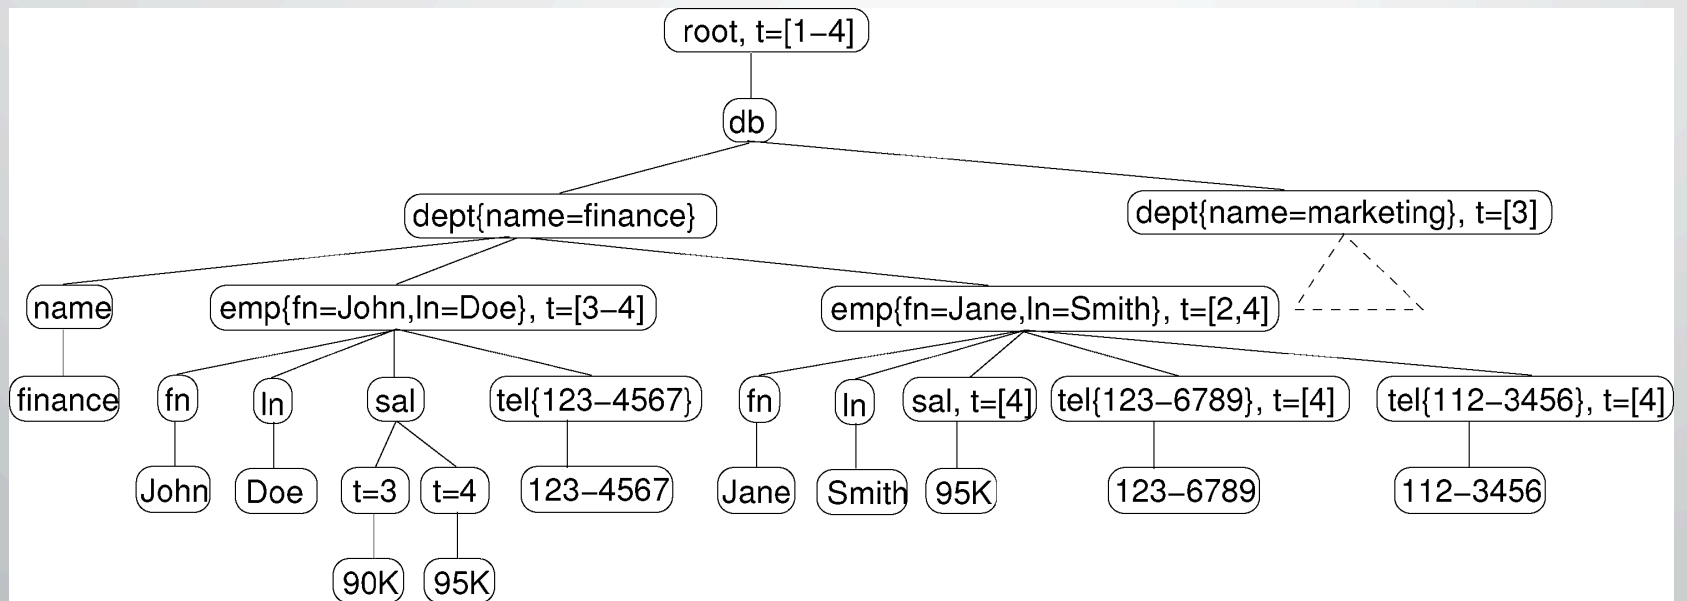 root, t=[1−4]
db
dept{name=finance}
dept{name=marketing}, t=[3]
name
emp{fn=John,ln=Doe}, t=[3−4]
emp{fn=Jane,ln=Smith}, t=[2,4]
finance
fn
ln
sal
tel{123−4567}
fn
ln
sal, t=[4]
tel{123−6789}, t=[4]
tel{112−3456}, t=[4]
John
Doe
t=3
t=4
123−4567
Jane
Smith
95K
123−6789
112−3456
90K
95K